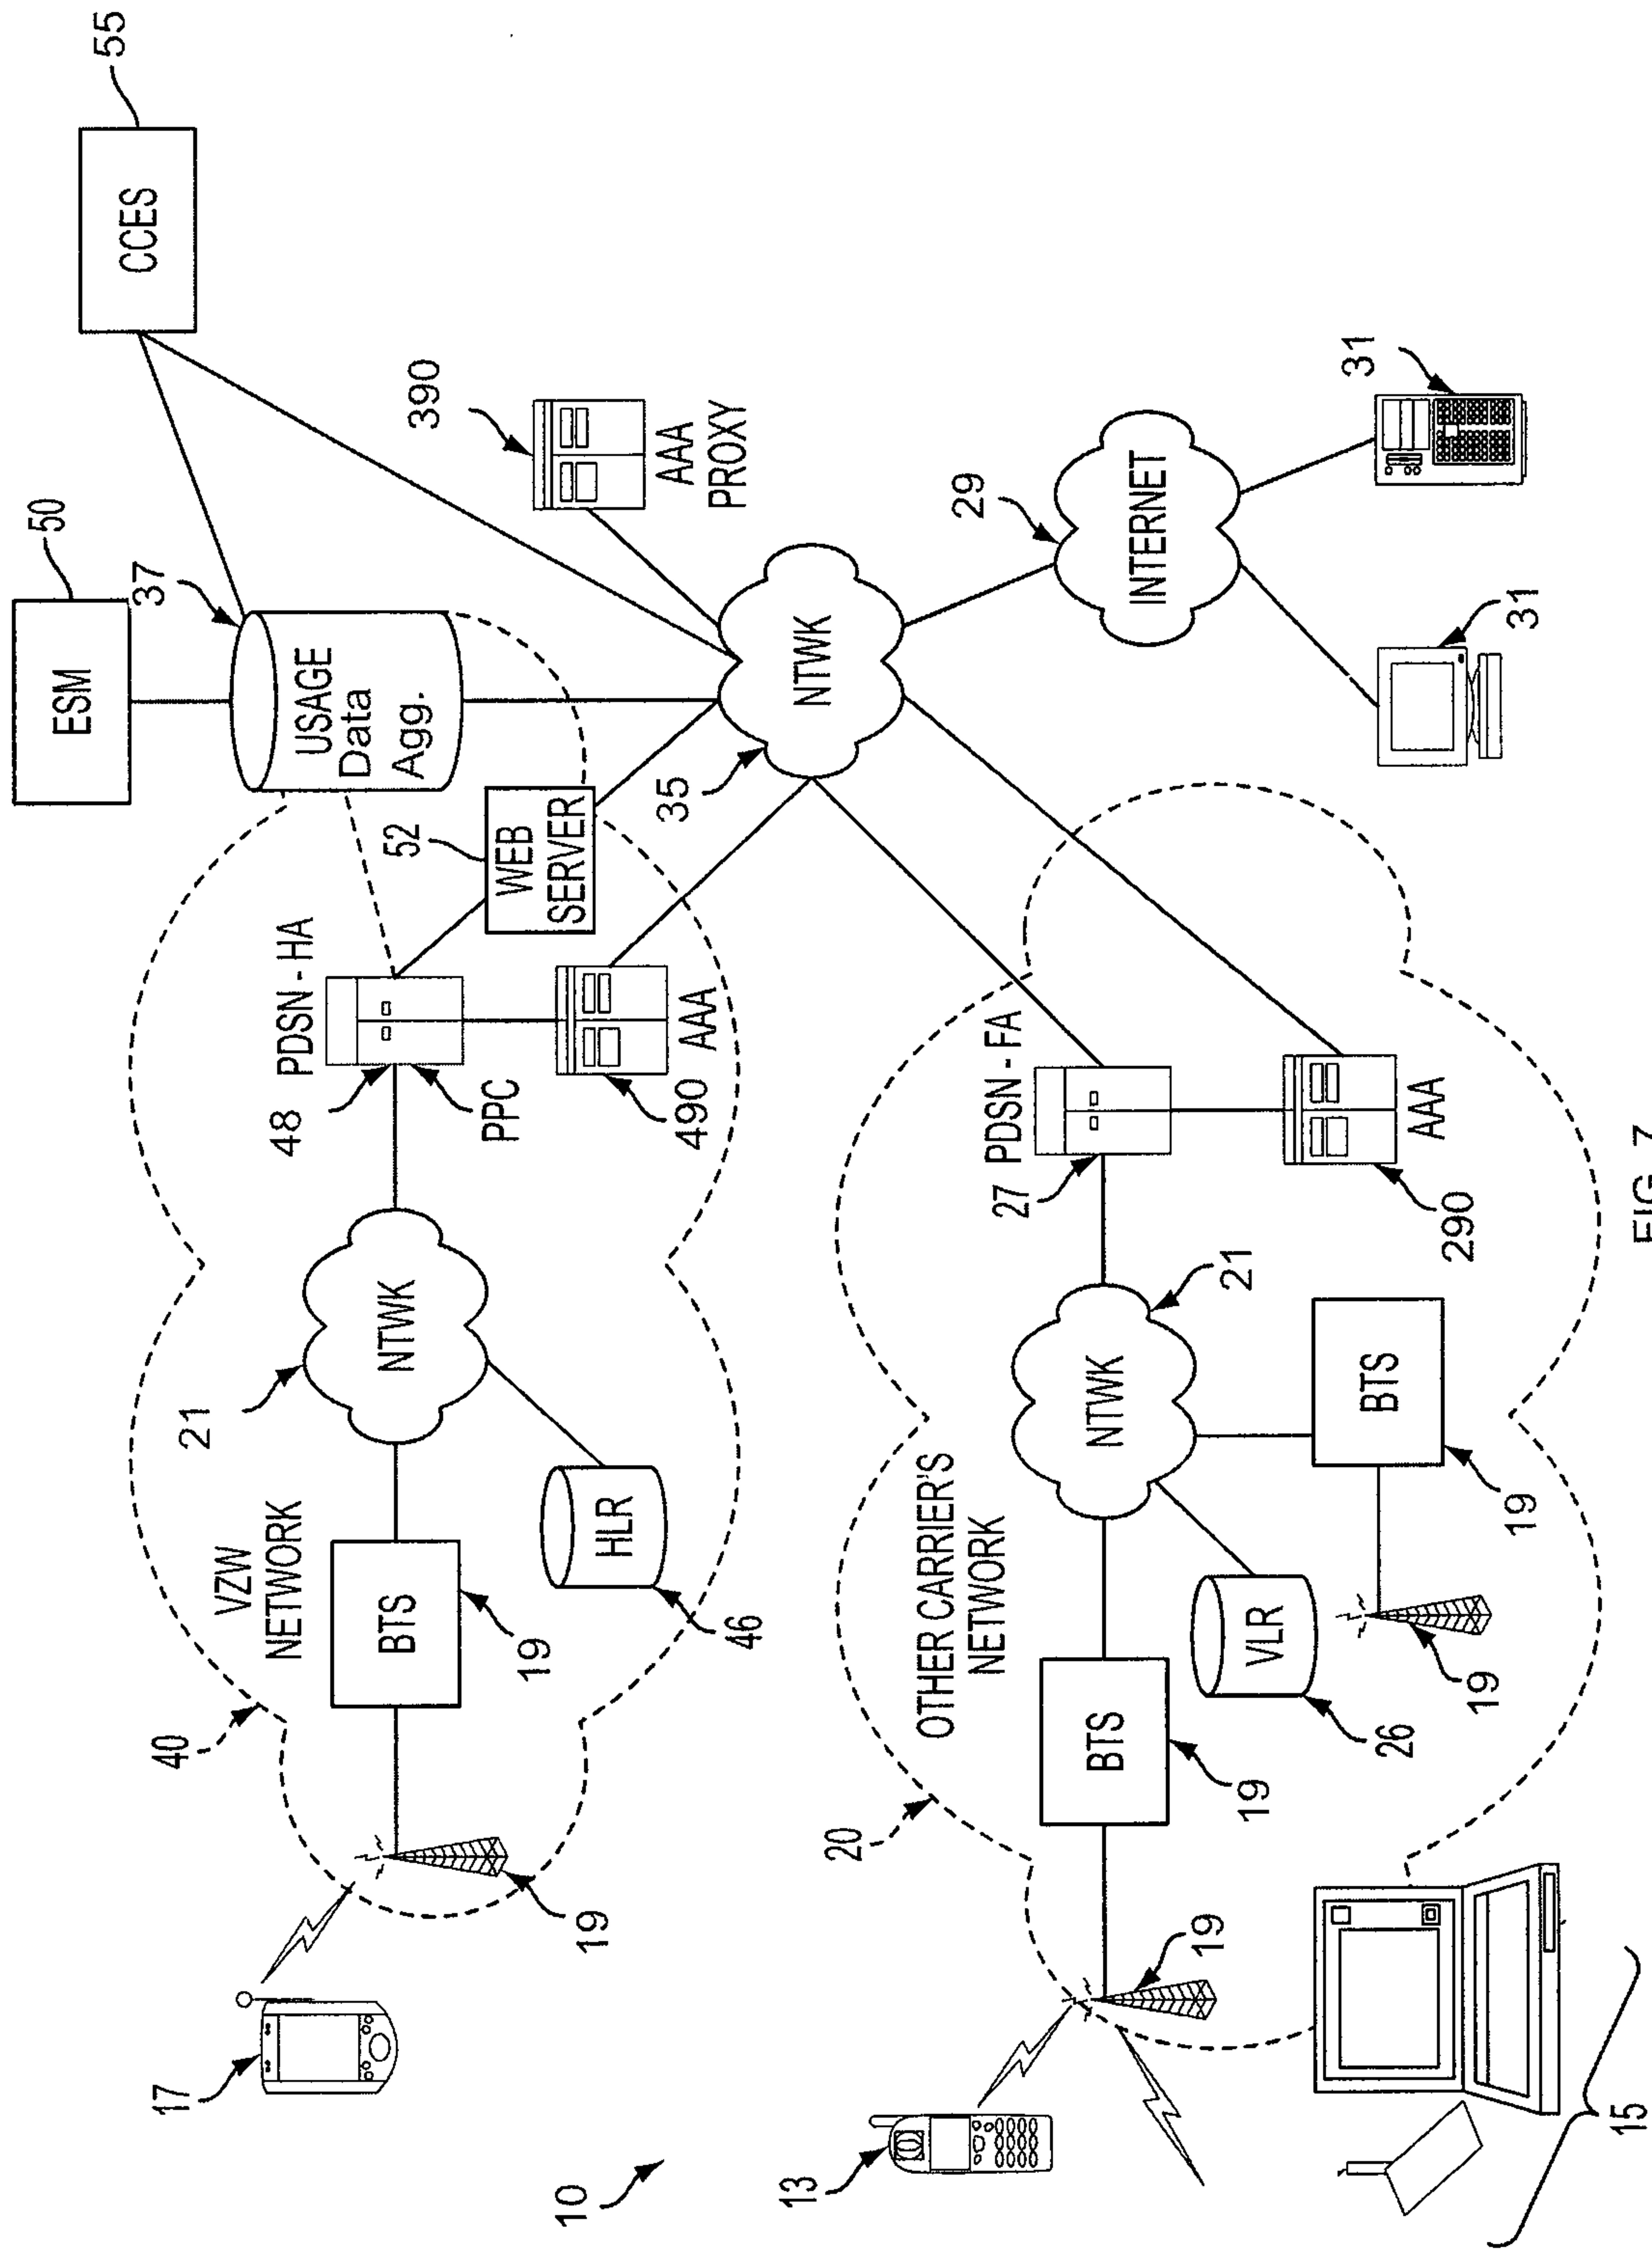 ESM
50
CCES
55
37
USAGE
Data
Agg.
390
AAA
PROXY
52
WEB
SERVER
PDSN - HA
48
PPC
490
AAA
35
NTWK
29
INTERNET
31
31
40
VZW
NETWORK
21
NTWK
BTS
19
HLR
46
17
19
10
20
OTHER CARRIER'S
NETWORK
PDSN - FA
27
290
AAA
21
NTWK
BTS
19
BTS
19
VLR
26
19
19
13
15
FIG. 7